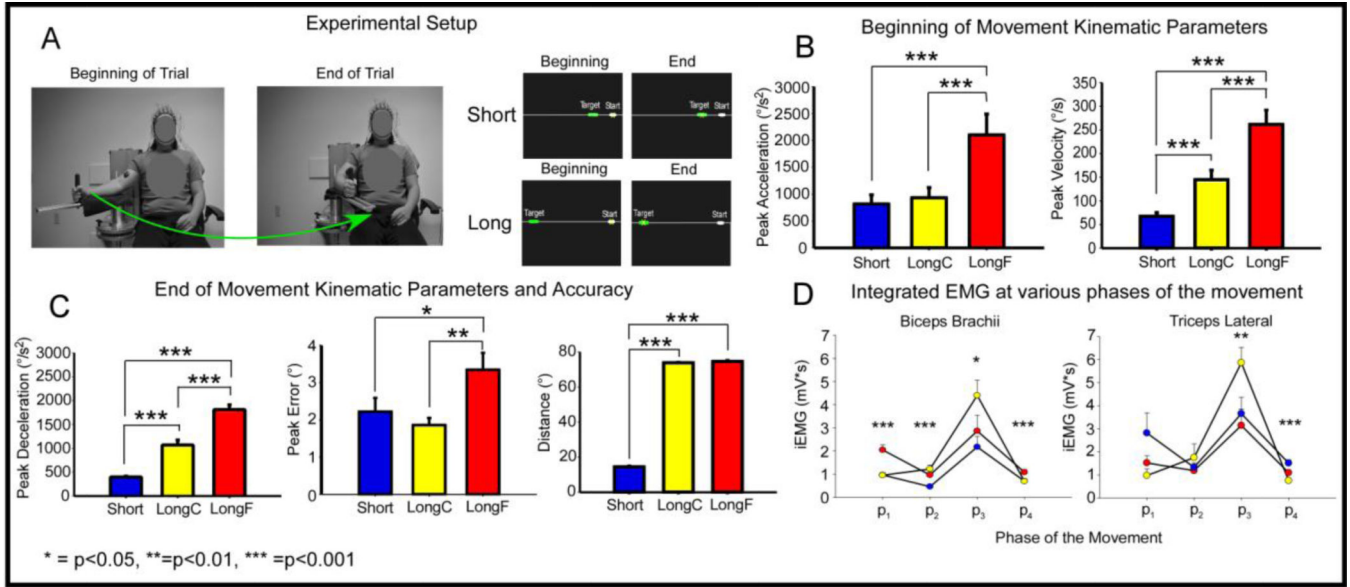 A
Experimental Setup
Beginning of Trial
End of Trial
Beginning
End
Short
Target
Start
Target
Start
Beginning
End
Long
Target
Start
Target
Start
B
Beginning of Movement Kinematic Parameters
Peak Acceleration (°/s²)
3000
2500
2000
1500
1000
500
0
***
***
Short
LongC
LongF
Peak Velocity (°/s)
350
300
250
200
150
100
50
0
***
***
***
Short
LongC
LongF
C
End of Movement Kinematic Parameters and Accuracy
Peak Deceleration (°/s²)
3000
2500
2000
1500
1000
500
0
***
***
***
Short
LongC
LongF
Peak Error (°)
4
3
2
1
0
*
**
Short
LongC
LongF
Distance (°)
80
60
40
20
0
***
***
Short
LongC
LongF
* = p<0.05, **=p<0.01, *** =p<0.001
D
Integrated EMG at various phases of the movement
Biceps Brachii
iEMG (mV*s)
7
6
5
4
3
2
1
0
***
***
*
***
p₁
p₂
p₃
p₄
Triceps Lateral
iEMG (mV*s)
7
6
5
4
3
2
1
0
**
***
p₁
p₂
p₃
p₄
Phase of the Movement